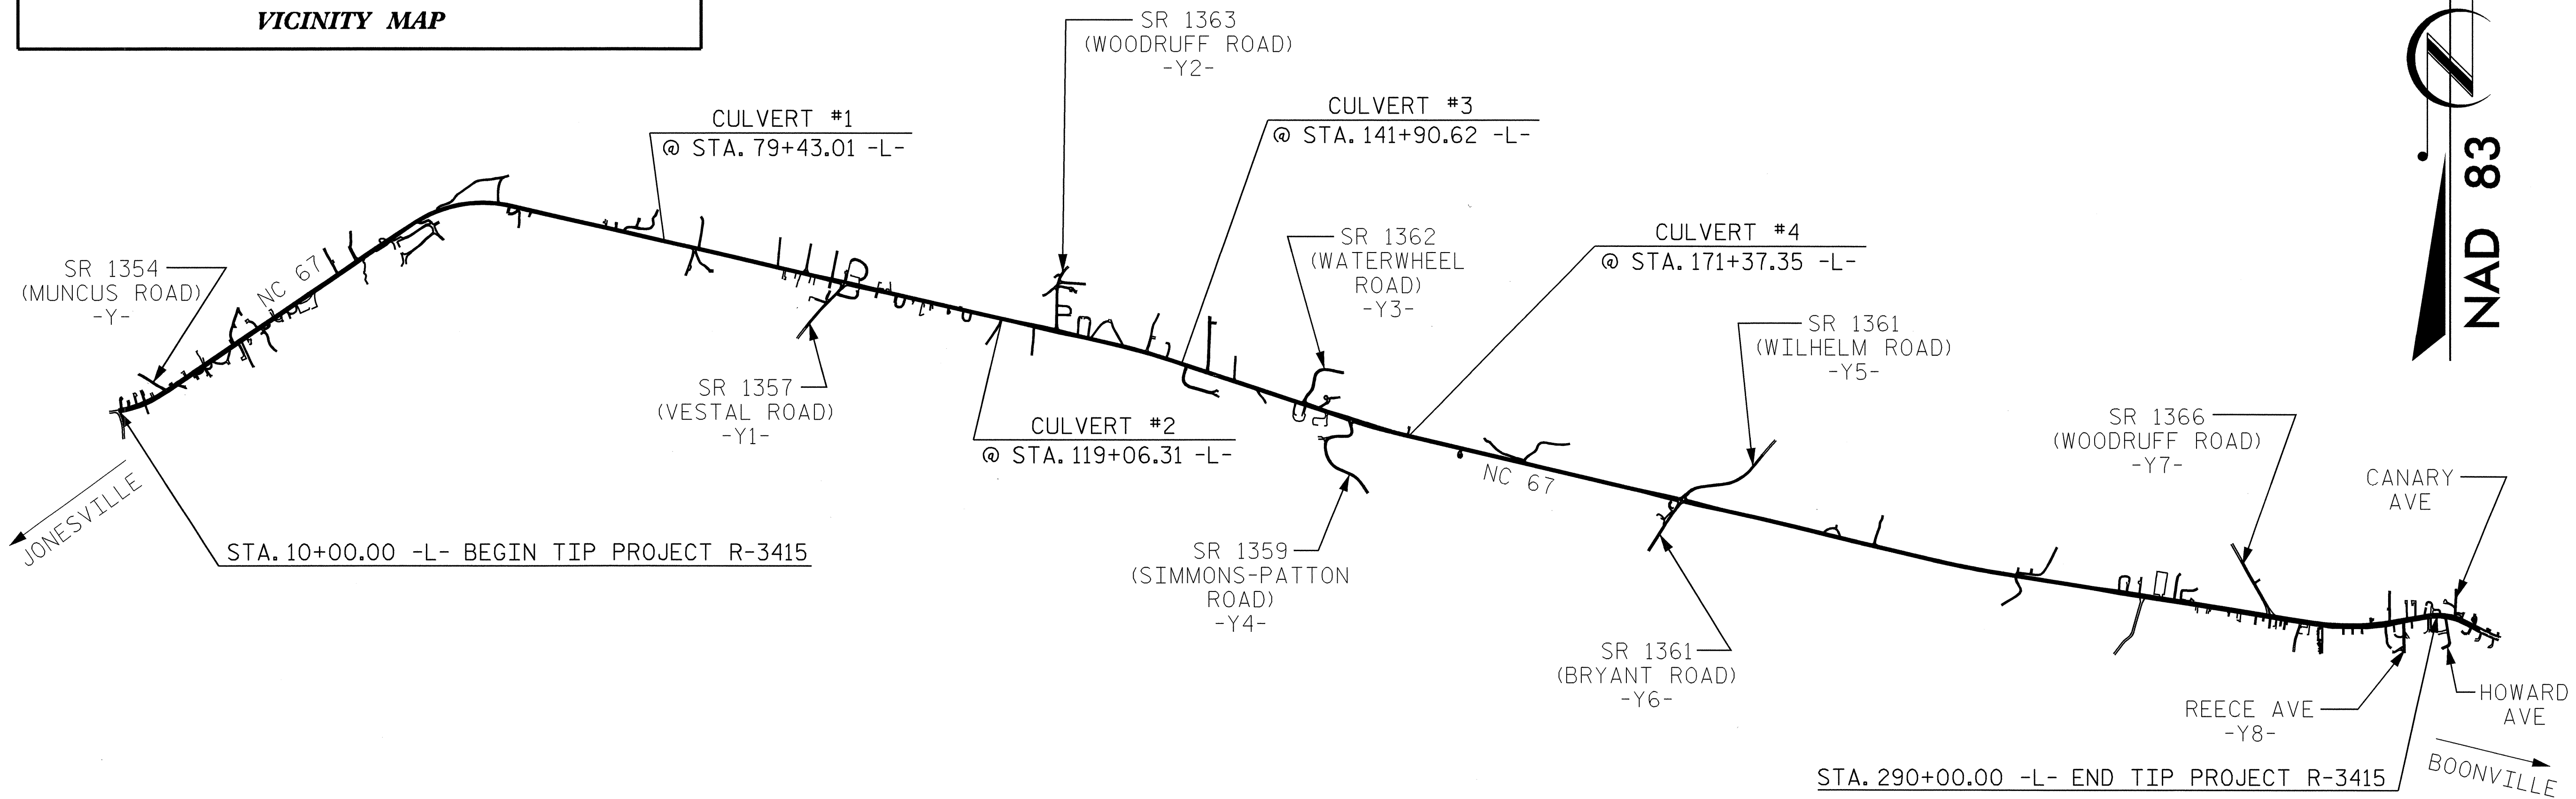 VICINITY MAP
SR 1363
(WOODRUFF ROAD)
-Y2-
CULVERT #1
@ STA. 79+43.01 -L-
CULVERT #3
@ STA. 141+90.62 -L-
NAD 83
SR 1354
(MUNCUS ROAD)
-Y-
NC 67
SR 1362
(WATERWHEEL
ROAD)
-Y3-
CULVERT #4
@ STA. 171+37.35 -L-
SR 1361
(WILHELM ROAD)
-Y5-
SR 1357
(VESTAL ROAD)
-Y1-
CULVERT #2
@ STA. 119+06.31 -L-
NC 67
SR 1366
(WOODRUFF ROAD)
-Y7-
CANARY
AVE
JONESVILLE
STA. 10+00.00 -L- BEGIN TIP PROJECT R-3415
SR 1359
(SIMMONS-PATTON
ROAD)
-Y4-
SR 1361
(BRYANT ROAD)
-Y6-
REECE AVE
-Y8-
HOWARD
AVE
STA. 290+00.00 -L- END TIP PROJECT R-3415
BOONVILLE